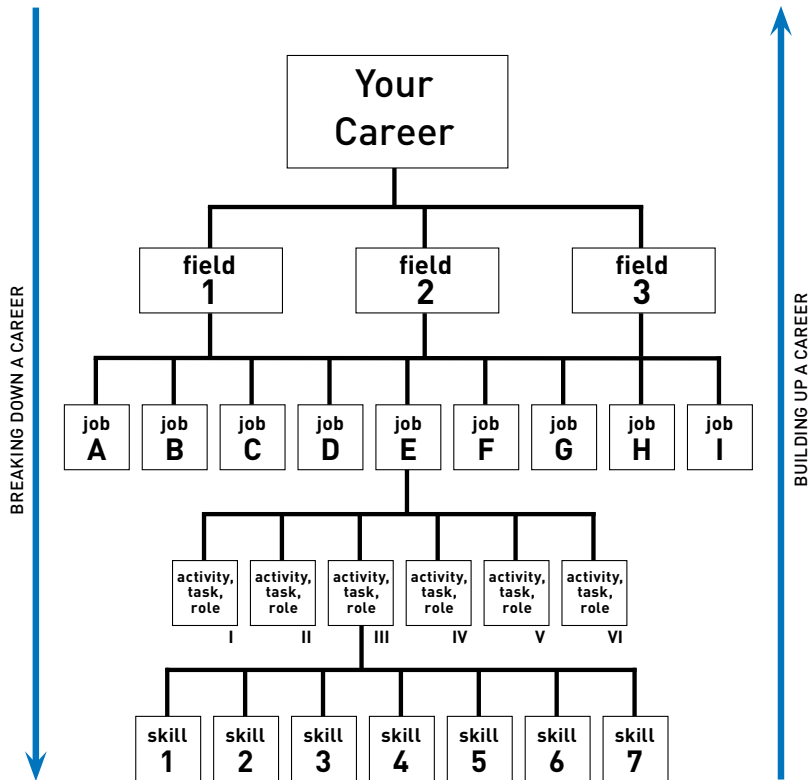 Your
Career
BREAKING DOWN A CAREER
BUILDING UP A CAREER
field
1
field
2
field
3
job
A
job
B
job
C
job
D
job
E
job
F
job
G
job
H
job
I
activity,
task,
role
I
activity,
task,
role
II
activity,
task,
role
III
activity,
task,
role
IV
activity,
task,
role
V
activity,
task,
role
VI
skill
1
skill
2
skill
3
skill
4
skill
5
skill
6
skill
7